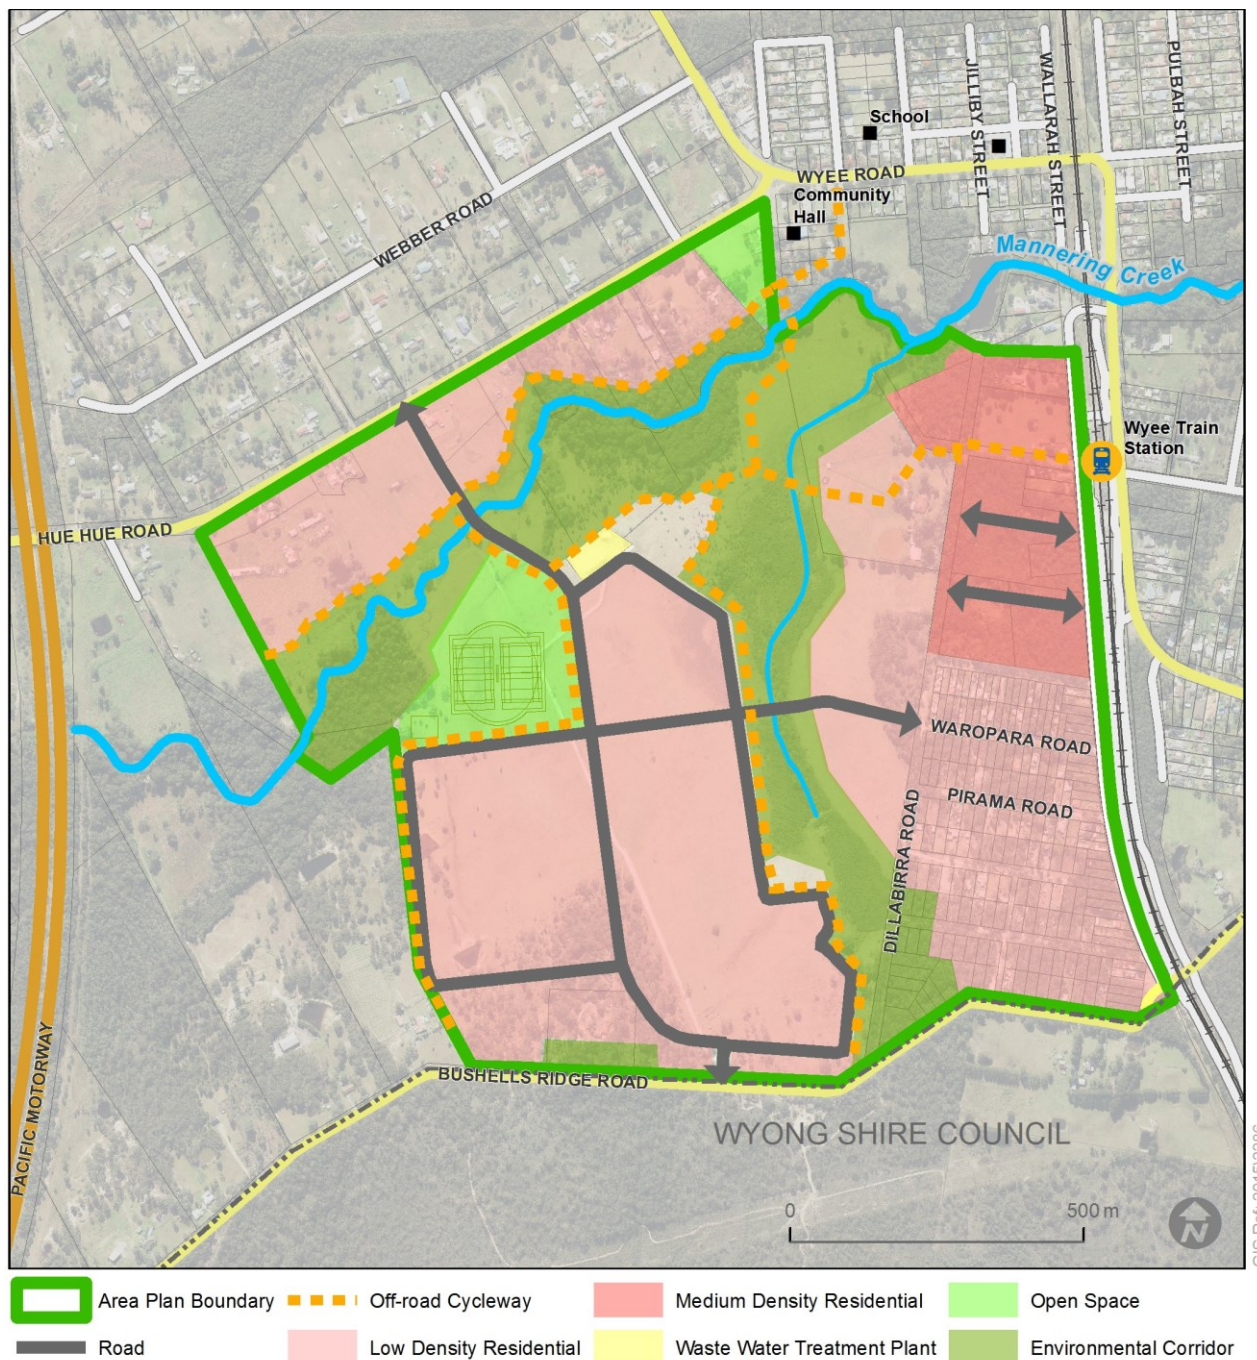 School
JILLIBY STREET
WALLARAH STREET
PULBAH STREET
WYEE ROAD
Community
Hall
WEBBER ROAD
Mannering Creek
Wyee Train
Station
HUE HUE ROAD
WAROPARA ROAD
PIRAMA ROAD
DILLABIRRA ROAD
PACIFIC MOTORWAY
BUSHELLS RIDGE ROAD
WYONG SHIRE COUNCIL
0 500 m
N
Area Plan Boundary
Off-road Cycleway
Medium Density Residential
Open Space
Road
Low Density Residential
Waste Water Treatment Plant
Environmental Corridor